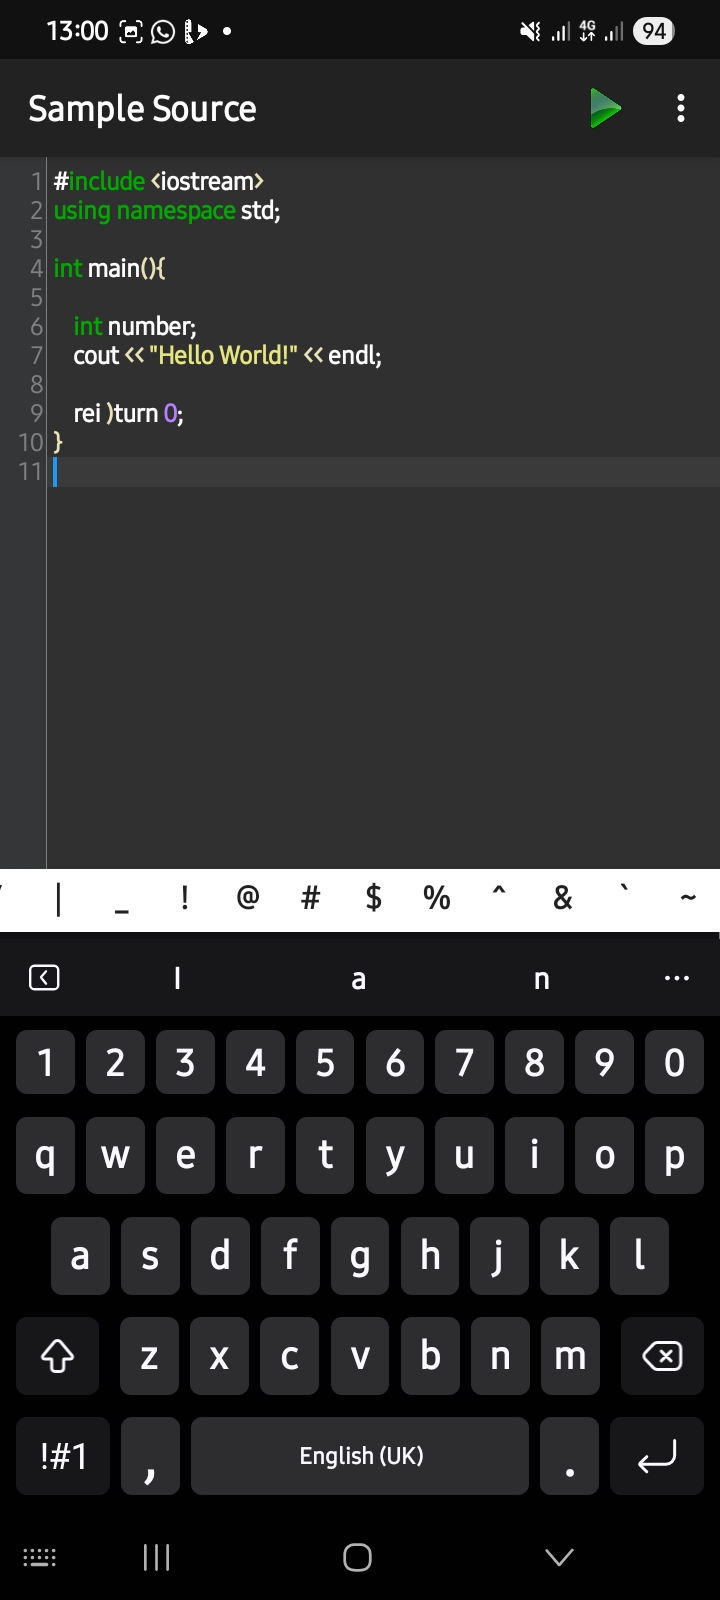 13:00 4G 94
Sample Source
1 #include <iostream>
2 using namespace std;
3
4 int main(){
5
6 int number;
7 cout << "Hello World!" << endl;
8
9 rei )turn 0;
10 }
11
| _ ! @ # $ % ^ & ` ~
I a n ...
1 2 3 4 5 6 7 8 9 0
q w e r t y u i o p
a s d f g h j k l
z x c v b n m
!#1 , English (UK) .